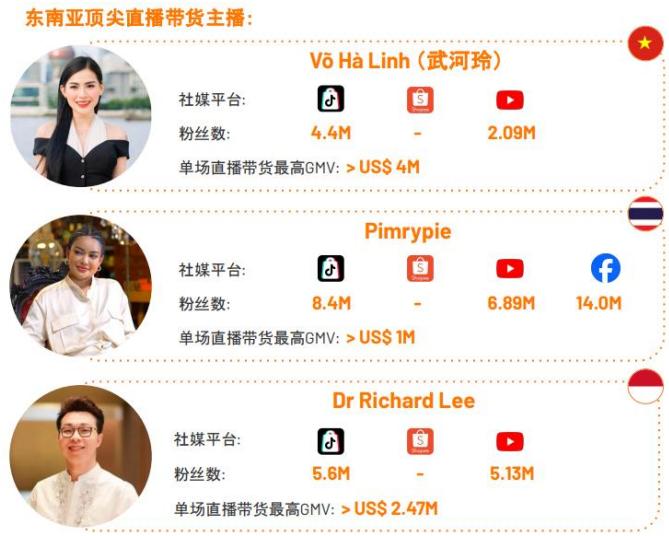 东南亚顶尖直播带货主播:
Võ Hà Linh（武河玲）
社媒平台:
Shopee
粉丝数: 4.4M - 2.09M
单场直播带货最高GMV: > US$ 4M
Pimrypie
社媒平台:
Shopee
粉丝数: 8.4M - 6.89M 14.0M
单场直播带货最高GMV: > US$ 1M
Dr Richard Lee
社媒平台:
Shopee
粉丝数: 5.6M - 5.13M
单场直播带货最高GMV: > US$ 2.47M